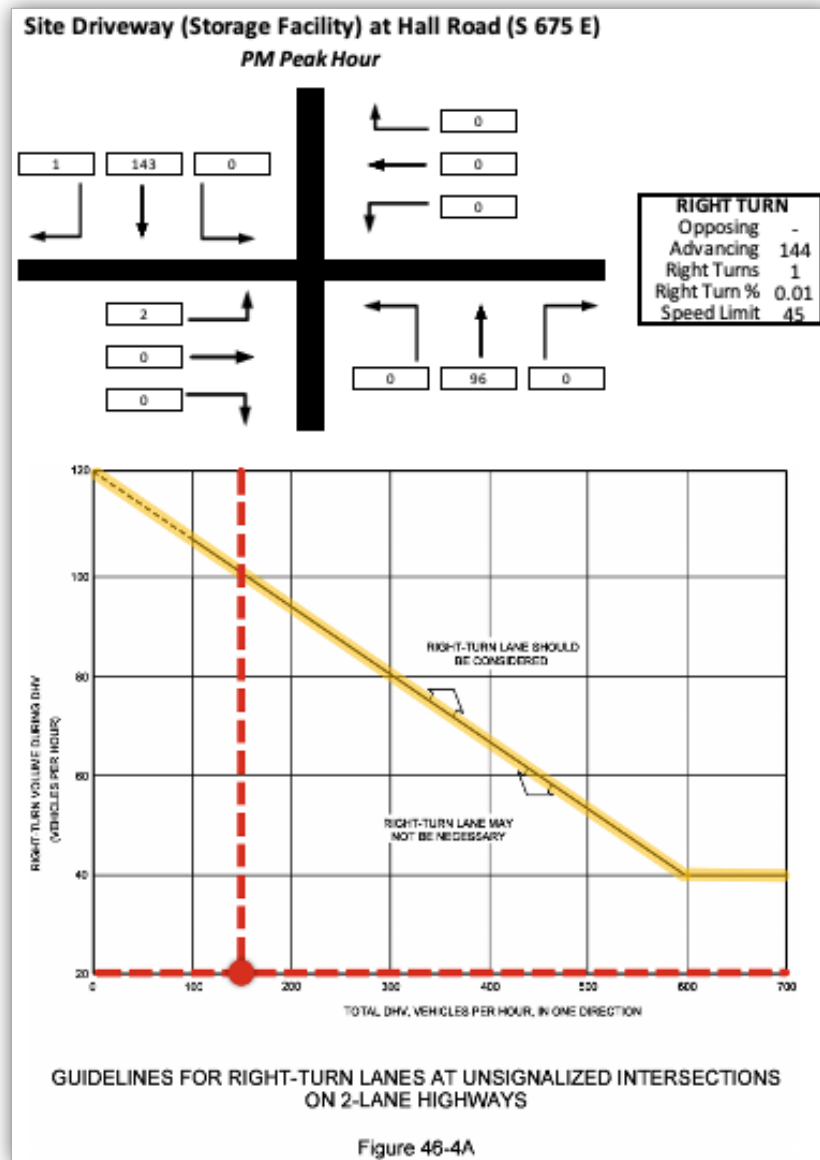 Site Driveway (Storage Facility) at Hall Road (S 675 E)
PM Peak Hour
0
1 143 0
0
0
RIGHT TURN
Opposing -
Advancing 144
Right Turns 1
Right Turn % 0.01
Speed Limit 45
2
0
0
0 96 0
120
100
80
60
40
20
RIGHT-TURN VOLUME DURING DHV
(VEHICLES PER HOUR)
RIGHT-TURN LANE SHOULD
BE CONSIDERED
RIGHT-TURN LANE MAY
NOT BE NECESSARY
0 100 200 300 400 500 600 700
TOTAL DHV, VEHICLES PER HOUR, IN ONE DIRECTION
GUIDELINES FOR RIGHT-TURN LANES AT UNSIGNALIZED INTERSECTIONS
ON 2-LANE HIGHWAYS
Figure 46-4A